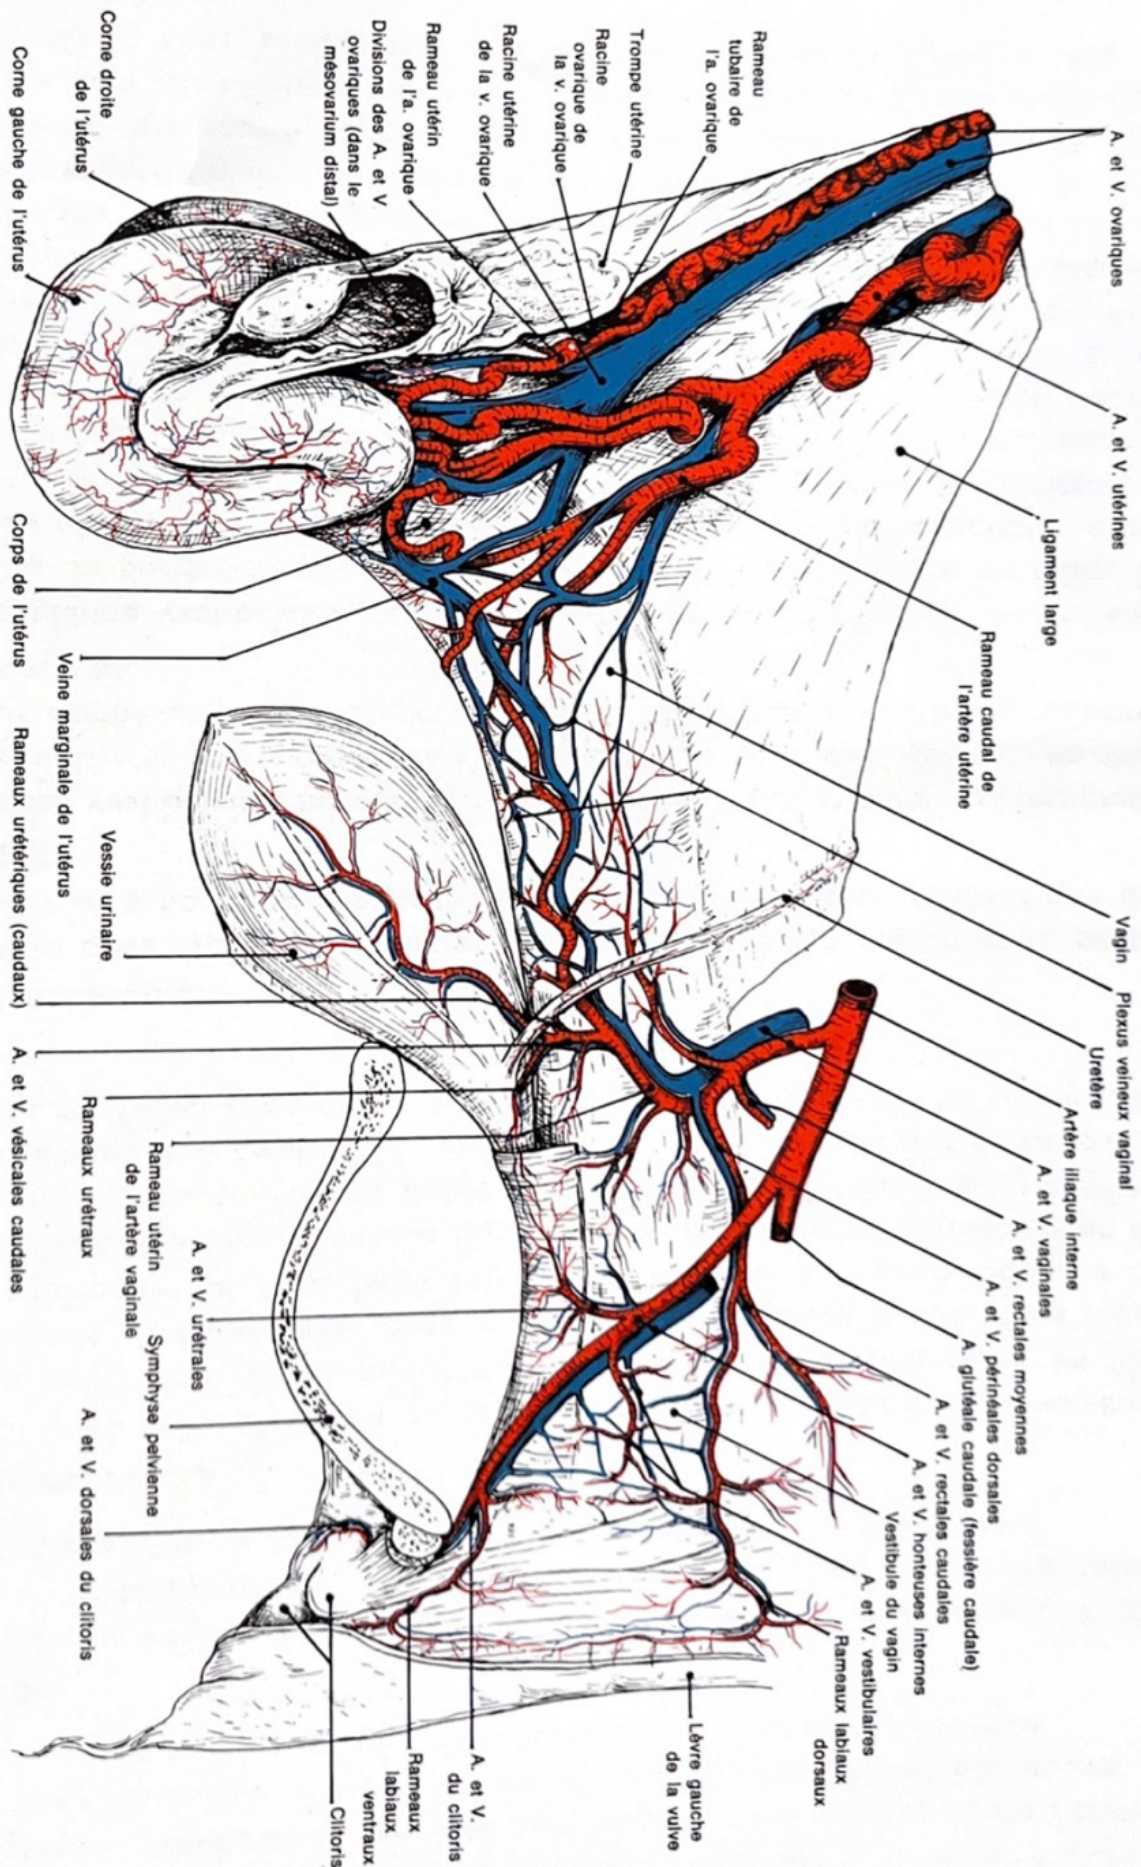 A. et V. ovariques
A. et V. utérines
Ligament large
Rameau caudal de
l'artère utérine
Vagin
Plexus veineux vaginal
Uretère
Artère iliaque interne
A. et V. vaginales
A. et V. rectales moyennes
A. et V. périnéales dorsales
A. glutéale caudale (fessière caudale)
A. et V. rectales caudales
A. et V. honteuses internes
Vestibule du vagin
A. et V. vestibulaires
Rameaux labiaux
dorsaux
Lèvre gauche
de la vulve
Rameau
tubaire de
l'a. ovarique
Trompe utérine
Racine
ovarique de
la v. ovarique
Racine utérine
de la v. ovarique
Rameau utérin
de l'a. ovarique
Divisions des A. et V
ovariques (dans le
mésovarium distal)
Corne droite
de l'utérus
Corne gauche de l'utérus
Corps de l'utérus
Veine marginale de l'utérus
Vessie urinaire
Rameaux urétériques (caudaux)
A. et V. vésicales caudales
Rameaux urétraux
Rameau utérin
de l'artère vaginale
A. et V. urétrales
Symphyse pelvienne
A. et V. dorsales du clitoris
A. et V.
du clitoris
Rameaux
labiaux
ventraux
Clitoris